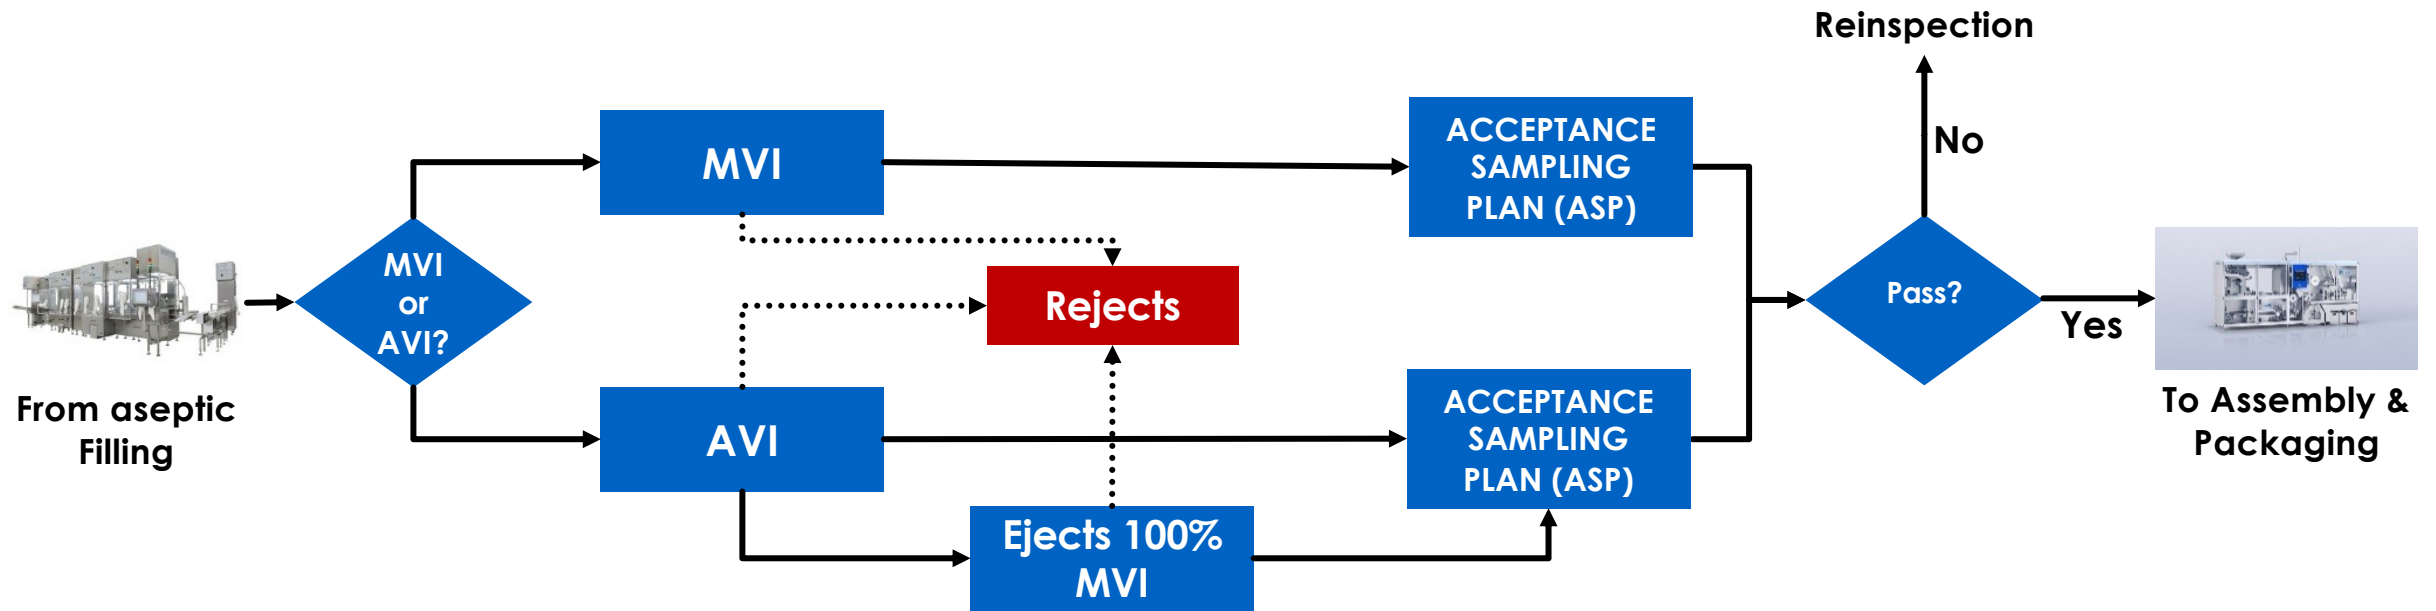 From aseptic
Filling
MVI
or
AVI?
MVI
AVI
Rejects
Ejects 100%
MVI
ACCEPTANCE
SAMPLING
PLAN (ASP)
ACCEPTANCE
SAMPLING
PLAN (ASP)
Pass?
No
Reinspection
Yes
To Assembly &
Packaging